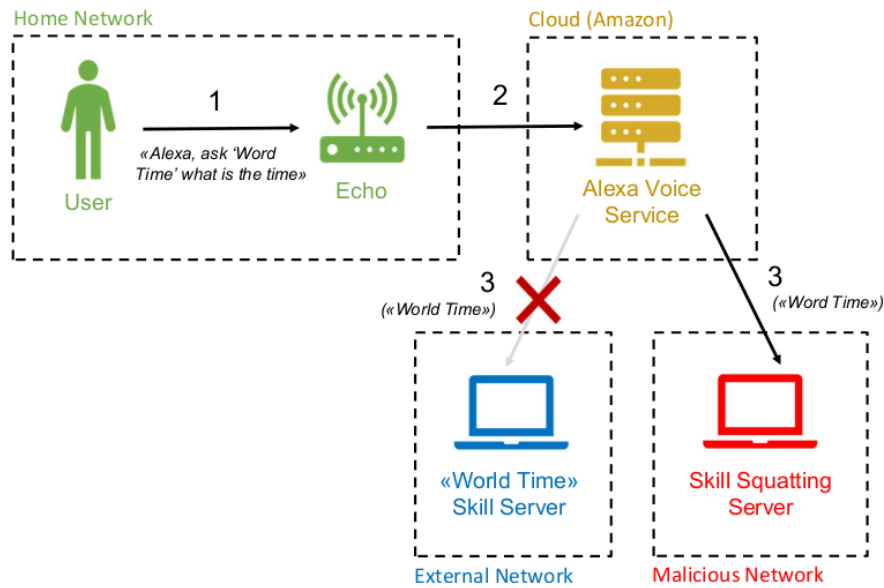 Home Network
Cloud (Amazon)
1
2
«Alexa, ask ‘Word
Time’ what is the time»
User
Echo
Alexa Voice
Service
3
(«World Time»)
3
(«Word Time»)
«World Time»
Skill Server
Skill Squatting
Server
External Network
Malicious Network